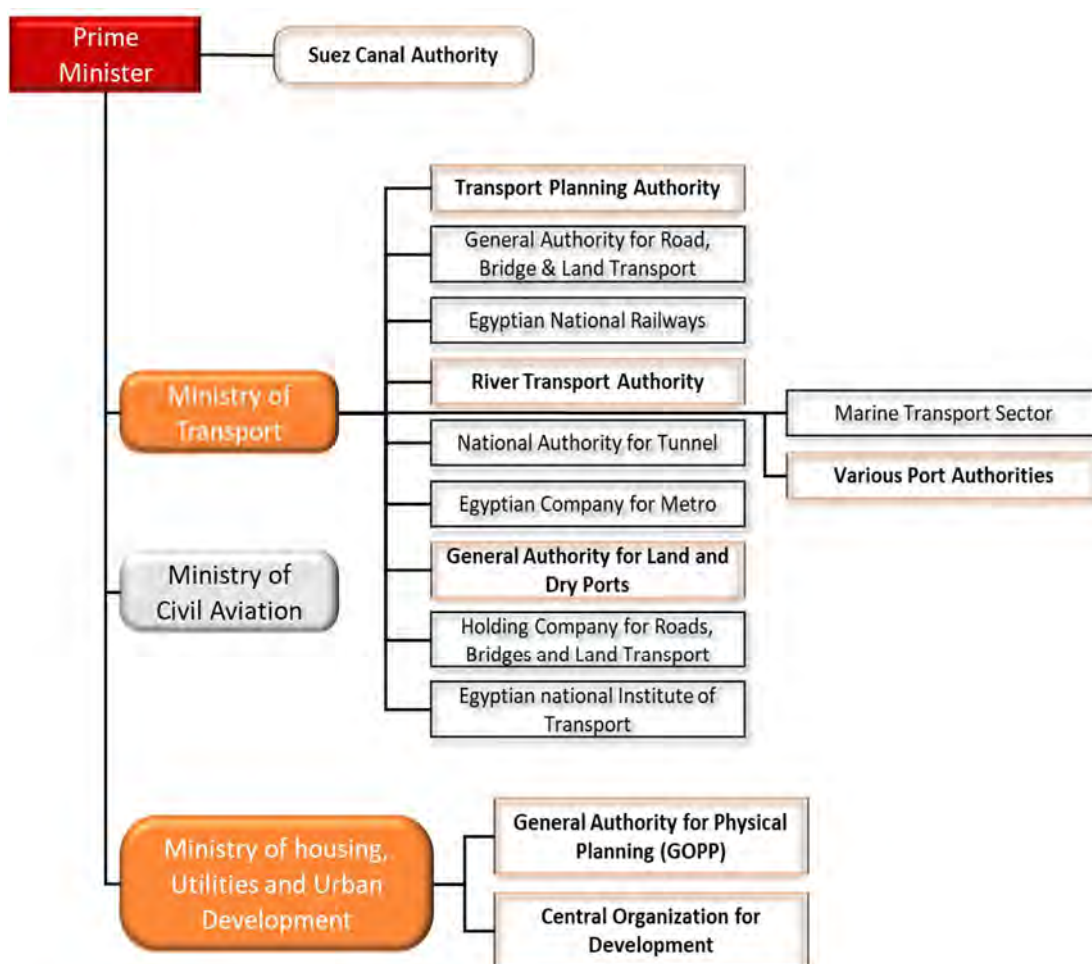 Prime
Minister
Suez Canal Authority
Transport Planning Authority
General Authority for Road,
Bridge & Land Transport
Egyptian National Railways
River Transport Authority
Ministry of
Transport
Marine Transport Sector
National Authority for Tunnel
Various Port Authorities
Egyptian Company for Metro
General Authority for Land and
Dry Ports
Ministry of
Civil Aviation
Holding Company for Roads,
Bridges and Land Transport
Egyptian national Institute of
Transport
General Authority for Physical
Planning (GOPP)
Ministry of housing,
Utilities and Urban
Development
Central Organization for
Development